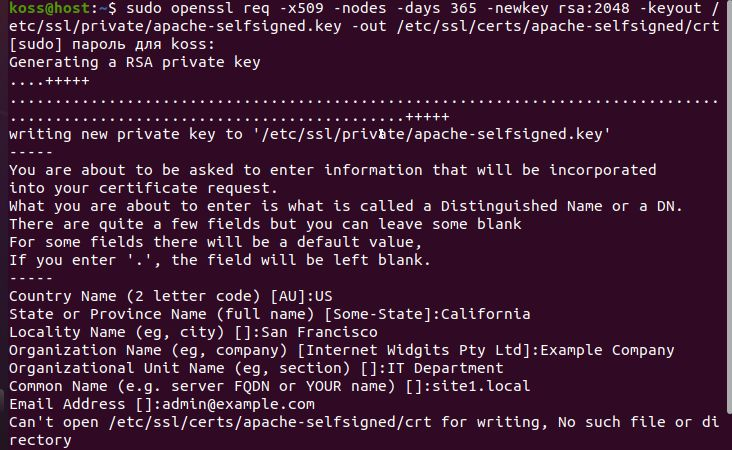 koss@host:~$ sudo openssl req -x509 -nodes -days 365 -newkey rsa:2048 -keyout /
etc/ssl/private/apache-selfsigned.key -out /etc/ssl/certs/apache-selfsigned/crt
[sudo] пароль для koss:
Generating a RSA private key
....+++++
...............................................................................
............................................+++++
writing new private key to '/etc/ssl/private/apache-selfsigned.key'
-----
You are about to be asked to enter information that will be incorporated
into your certificate request.
What you are about to enter is what is called a Distinguished Name or a DN.
There are quite a few fields but you can leave some blank
For some fields there will be a default value,
If you enter '.', the field will be left blank.
-----
Country Name (2 letter code) [AU]:US
State or Province Name (full name) [Some-State]:California
Locality Name (eg, city) []:San Francisco
Organization Name (eg, company) [Internet Widgits Pty Ltd]:Example Company
Organizational Unit Name (eg, section) []:IT Department
Common Name (e.g. server FQDN or YOUR name) []:site1.local
Email Address []:admin@example.com
Can't open /etc/ssl/certs/apache-selfsigned/crt for writing, No such file or di
rectory